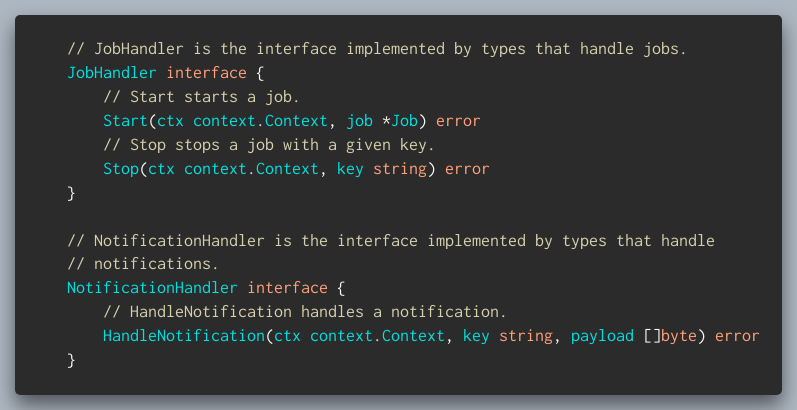 // JobHandler is the interface implemented by types that handle jobs.
JobHandler interface {
// Start starts a job.
Start(ctx context.Context, job *Job) error
// Stop stops a job with a given key.
Stop(ctx context.Context, key string) error
}
// NotificationHandler is the interface implemented by types that handle
// notifications.
NotificationHandler interface {
// HandleNotification handles a notification.
HandleNotification(ctx context.Context, key string, payload []byte) error
}